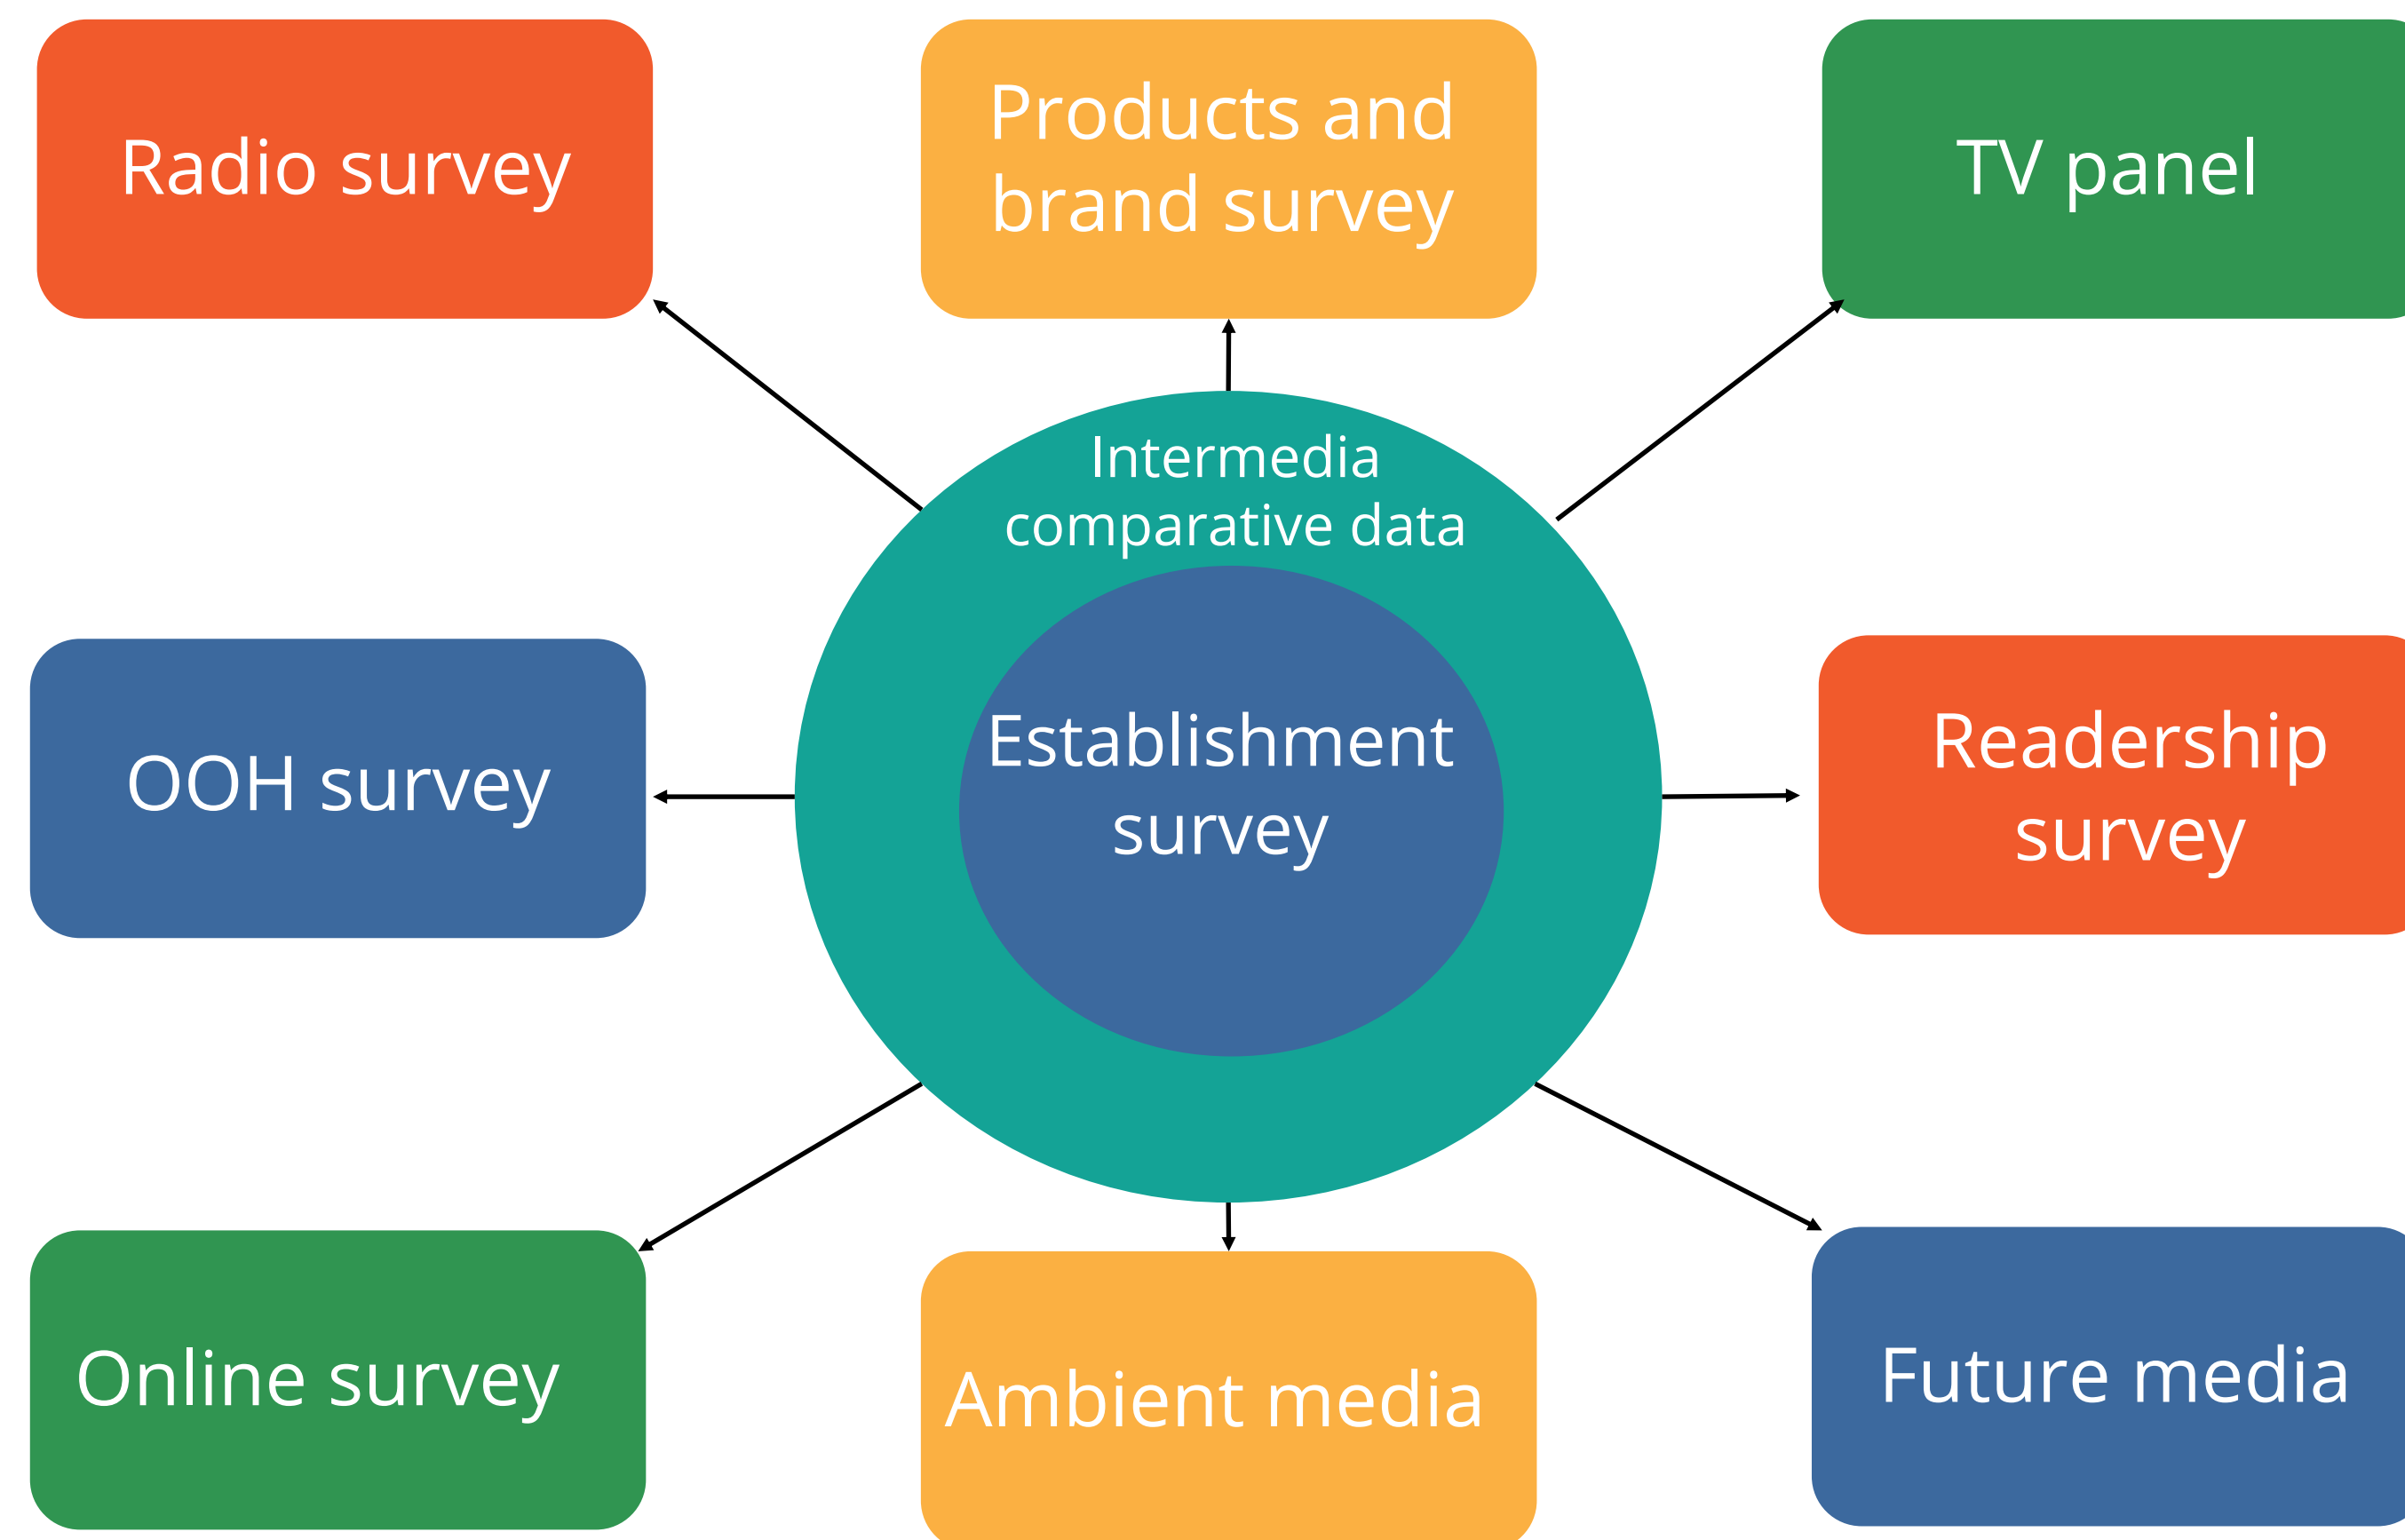 Radio survey
Products and
brand survey
TV panel
Intermedia
comparative data
Establishment
survey
OOH survey
Readership
survey
Online survey
Ambient media
Future media